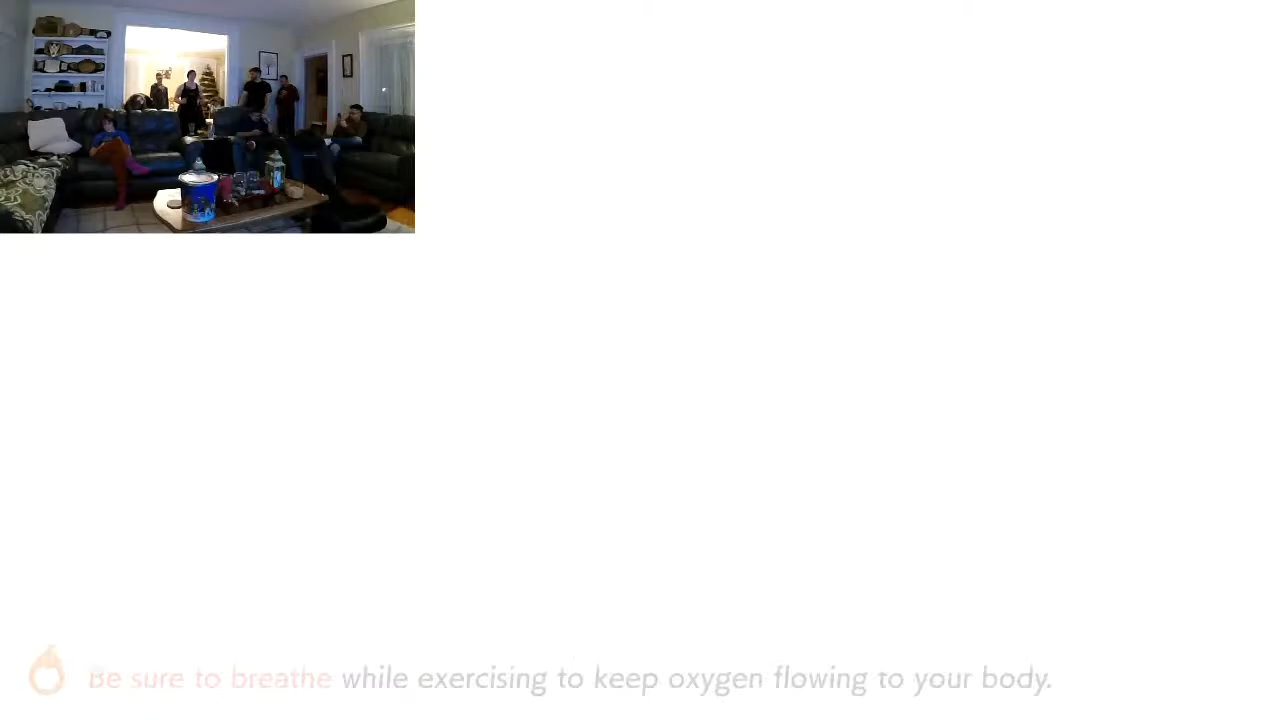 Be sure to breathe while exercising to keep oxygen flowing to your body.